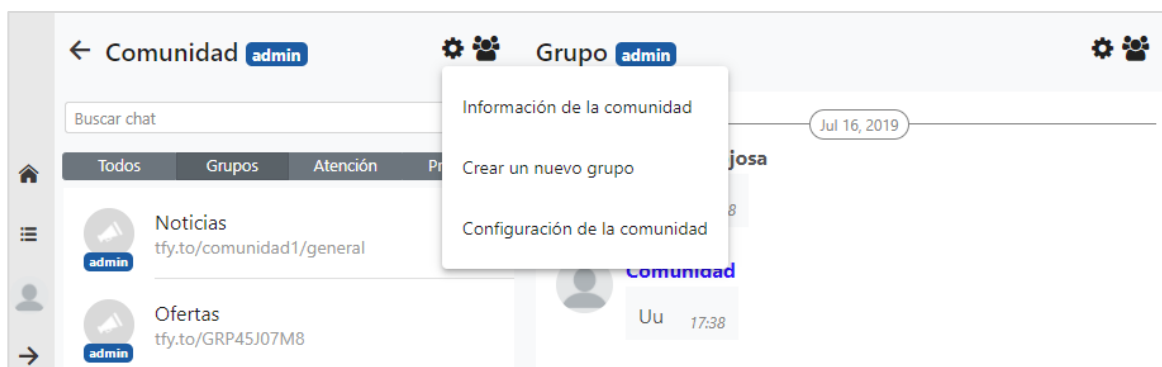 Comunidad admin
Grupo admin
Información de la comunidad
Crear un nuevo grupo
Configuración de la comunidad
Buscar chat
Todos Grupos Atención
Noticias
tfy.to/comunidad1/general
admin
Ofertas
tfy.to/GRP45J07M8
admin
Jul 16, 2019
Comunidad
Uu 17:38